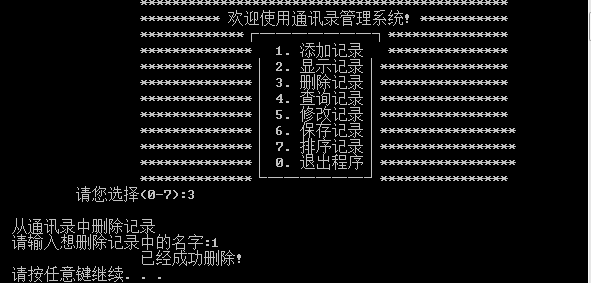 **********************************************
********** 欢迎使用通讯录管理系统! ***********
************** 1. 添加记录 ***************
************** 2. 显示记录 ***************
************** 3. 删除记录 ***************
************** 4. 查询记录 ***************
************** 5. 修改记录 ***************
************** 6. 保存记录 *****************
************** 7. 排序记录 *****************
************** 0. 退出程序 *****************
********************************************
请您选择(0-7):3
从通讯录中删除记录
请输入想删除记录中的名字:1
已经成功删除!
请按任意键继续. . .